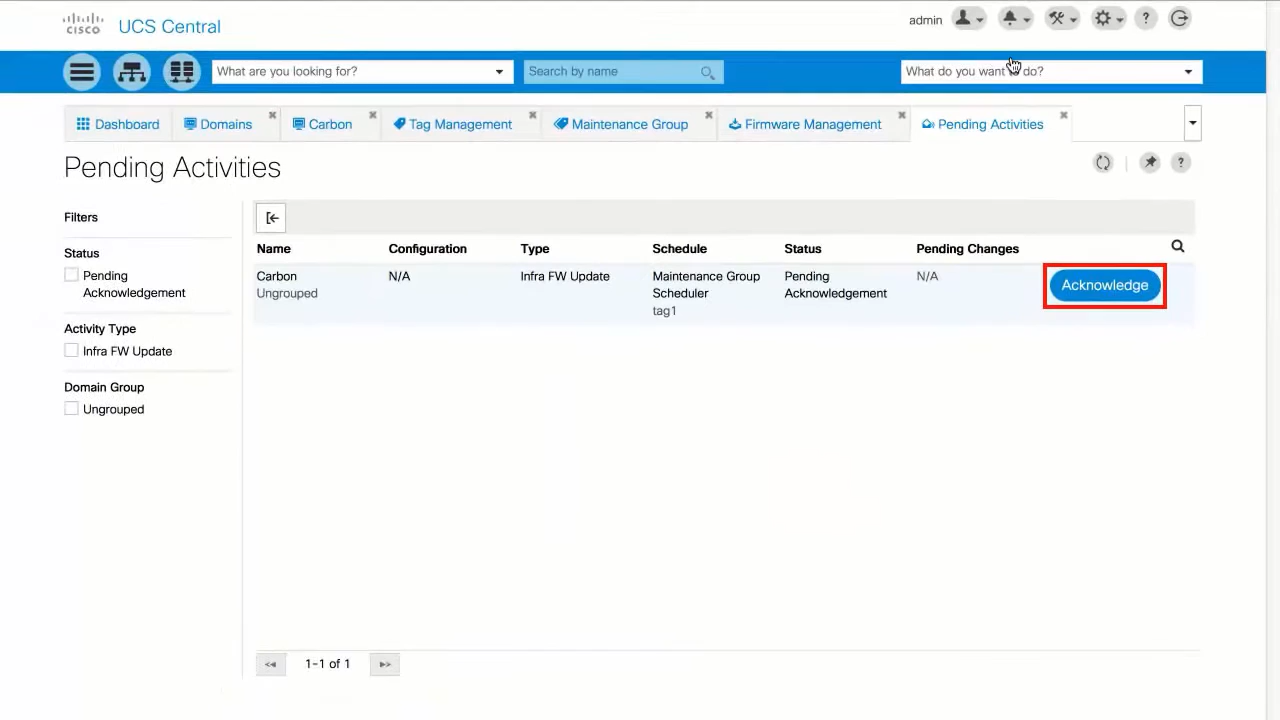 cisco
UCS Central
admin
?
What are you looking for?
Search by name
What do you want to do?
Dashboard
Domains
Carbon
Tag Management
Maintenance Group
Firmware Management
Pending Activities
Pending Activities
?
Filters
Status
Pending
Acknowledgement
Activity Type
Infra FW Update
Domain Group
Ungrouped
Name Configuration Type Schedule Status Pending Changes
Carbon N/A Infra FW Update Maintenance Group Pending N/A
Ungrouped Scheduler Acknowledgement
tag1
Acknowledge
1-1 of 1